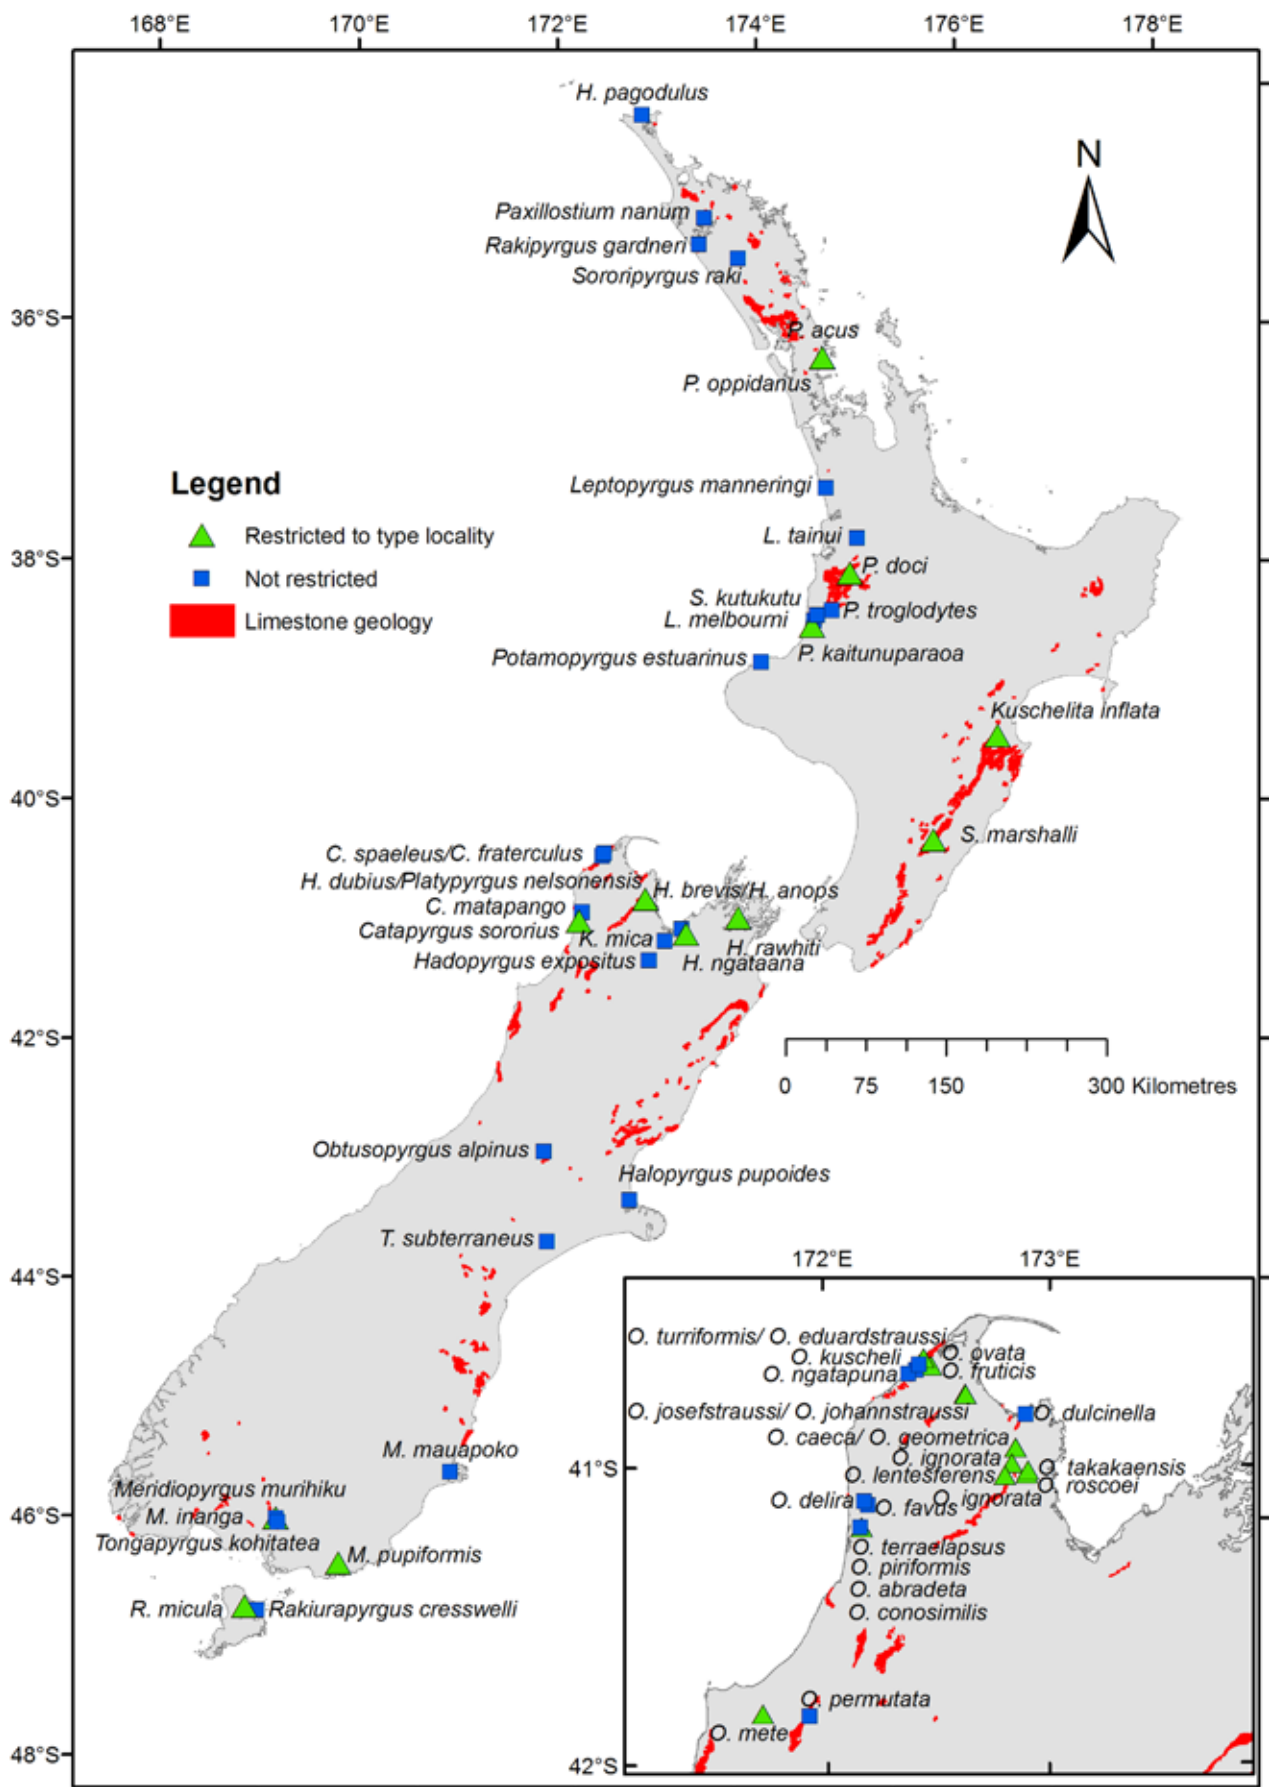 168°E 170°E 172°E 174°E 176°E 178°E
H. pagodulus
N
Paxillostium nanum
Rakipyrgus gardneri
Sororipyrgus raki
36°S
P. acus
P. oppidanus
Legend
Restricted to type locality
Not restricted
Limestone geology
Leptopyrgus manneringi
L. tainui
38°S
P. doci
S. kutukutu
P. troglodytes
L. melbourni
P. kaitunuparaoa
Potamopyrgus estuarinus
Kuschelita inflata
40°S
S. marshalli
C. spaeleus/C. fraterculus
H. dubius/Platypyrgus nelsonensis
H. brevis/H. anops
C. matapango
Catapyrgus sororius
K. mica
H. rawhiti
Hadopyrgus expositus
H. ngataana
42°S
0 75 150 300 Kilometres
Obtusopyrgus alpinus
Halopyrgus pupoides
T. subterraneus
44°S
M. mauapoko
Meridiopyrgus murihiku
46°S
M. inanga
Tongapyrgus kohitatea
M. pupiformis
R. micula
Rakiurapyrgus cresswelli
48°S
172°E 173°E
O. turriformis/ O. eduardstraussi
O. kuscheli
O. ovata
O. ngatapuna
O. fruticis
O. josefstraussi/ O. johannstraussi
O. dulcinella
O. caeca/ O. geometrica
O. ignorata
41°S
O. takakaensis
O. lentesferens
O. roscoei
O. delira
O. ignorata
O. favus
O. terraelapsus
O. piriformis
O. abradeta
O. conosimilis
O. permutata
O. mete
42°S